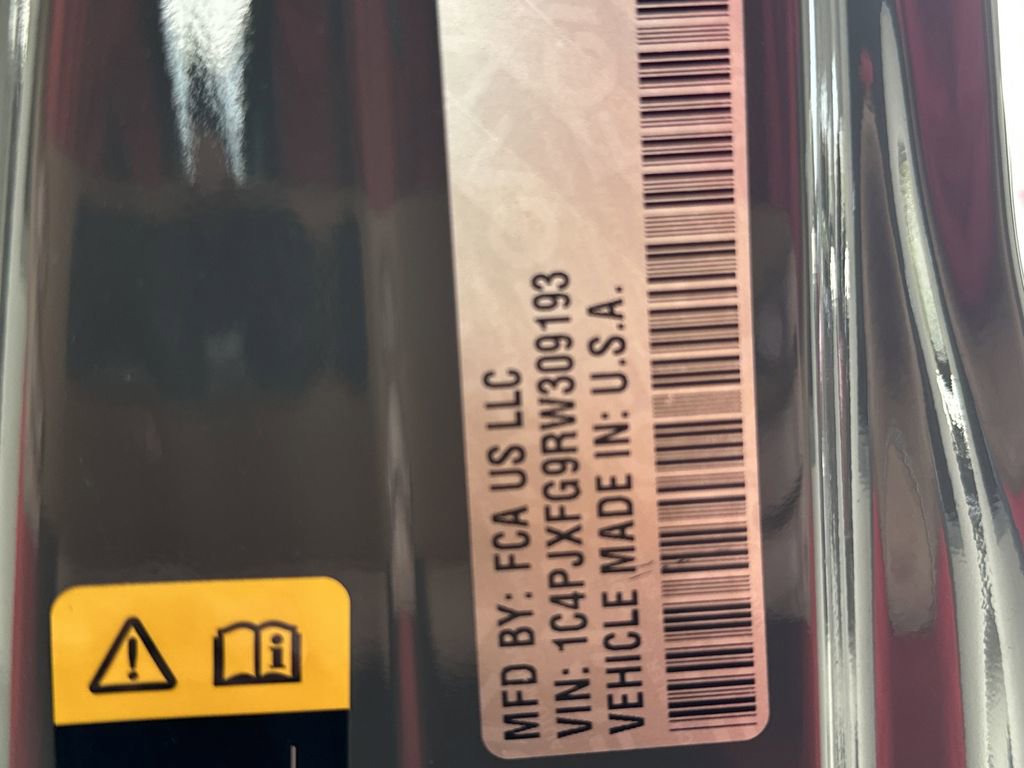 MFD BY: FCA US LLC
VIN: 1C4PJXFG9RW309193
VEHICLE MADE IN: U.S.A.